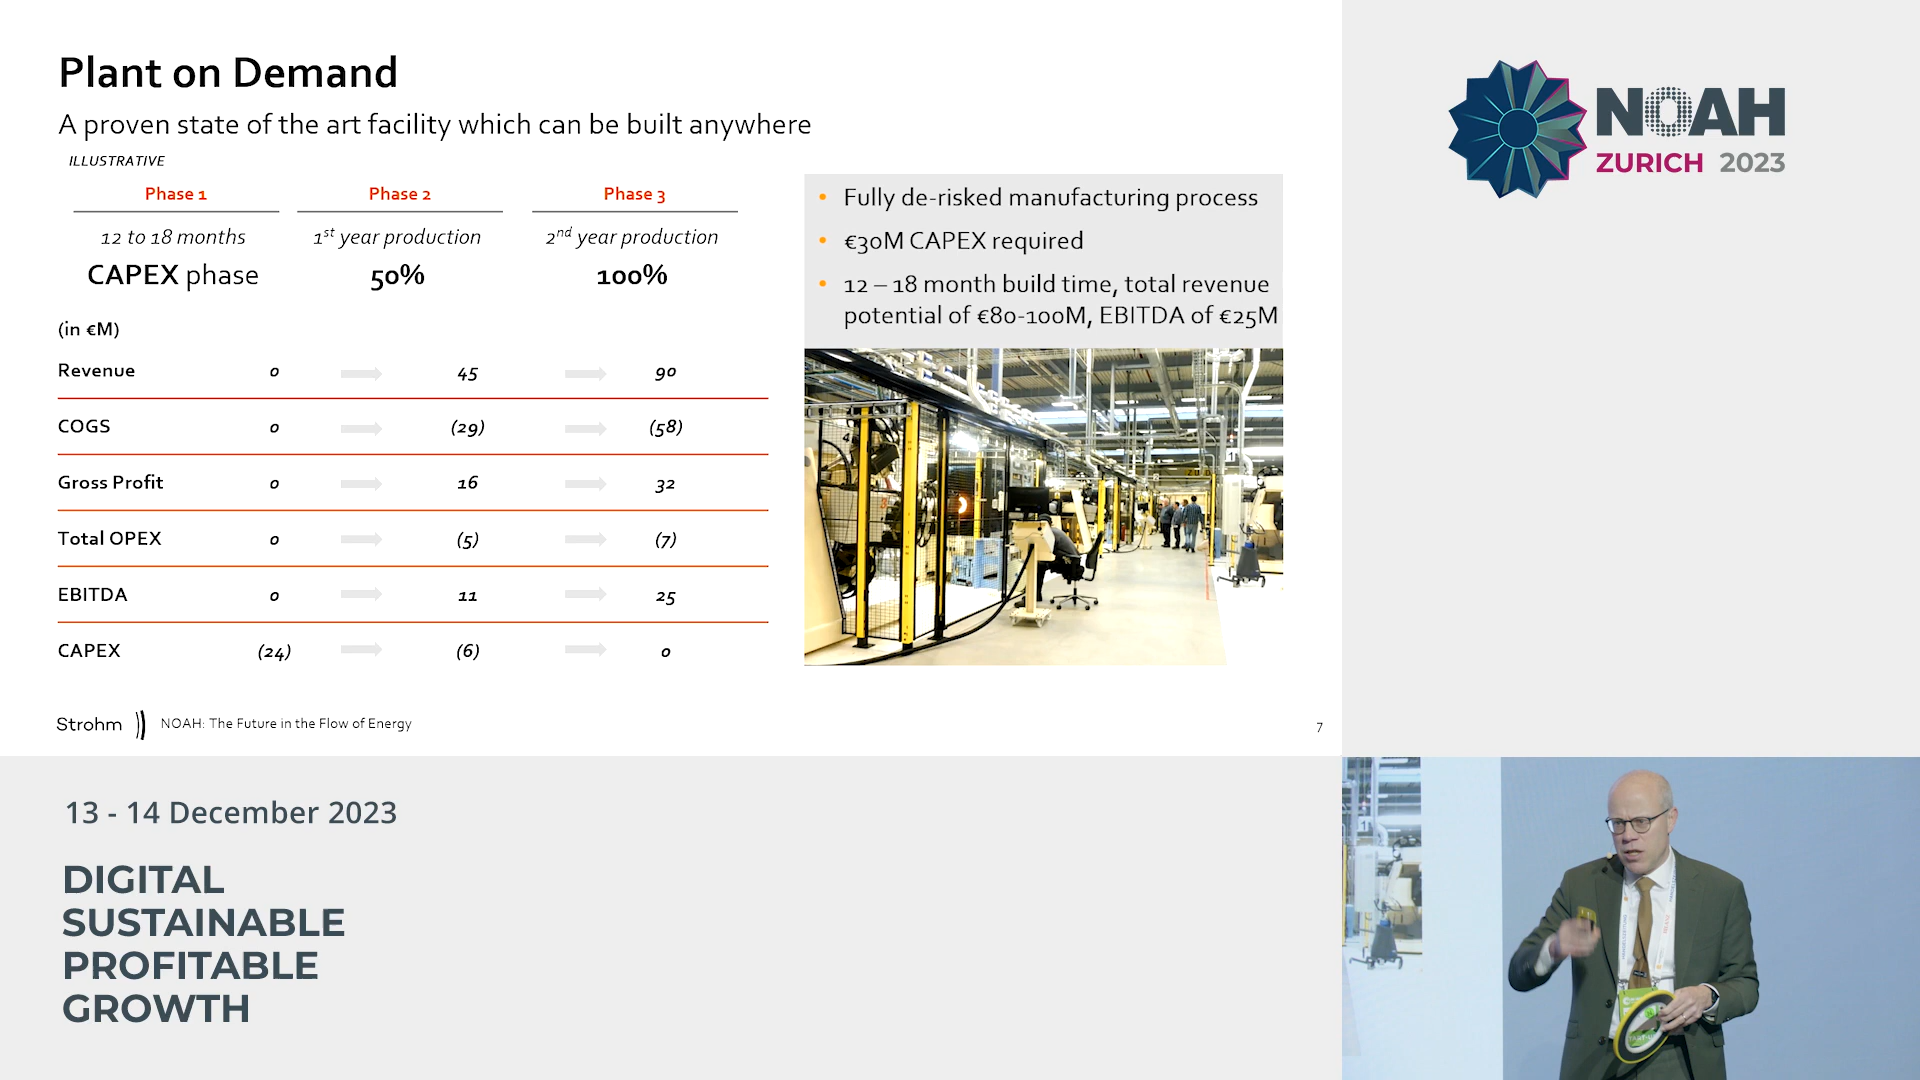 Plant on Demand
A proven state of the art facility which can be built anywhere
ILLUSTRATIVE
Phase 1 Phase 2 Phase 3
12 to 18 months 1st year production 2nd year production
CAPEX phase 50% 100%
(in €M)
Revenue 0 45 90
COGS 0 (29) (58)
Gross Profit 0 16 32
Total OPEX 0 (5) (7)
EBITDA 0 11 25
CAPEX (24) (6) 0
• Fully de-risked manufacturing process
• €30M CAPEX required
• 12 – 18 month build time, total revenue
potential of €80-100M, EBITDA of €25M
Strohm NOAH: The Future in the Flow of Energy
7
NOAH
ZURICH 2023
13 - 14 December 2023
DIGITAL
SUSTAINABLE
PROFITABLE
GROWTH